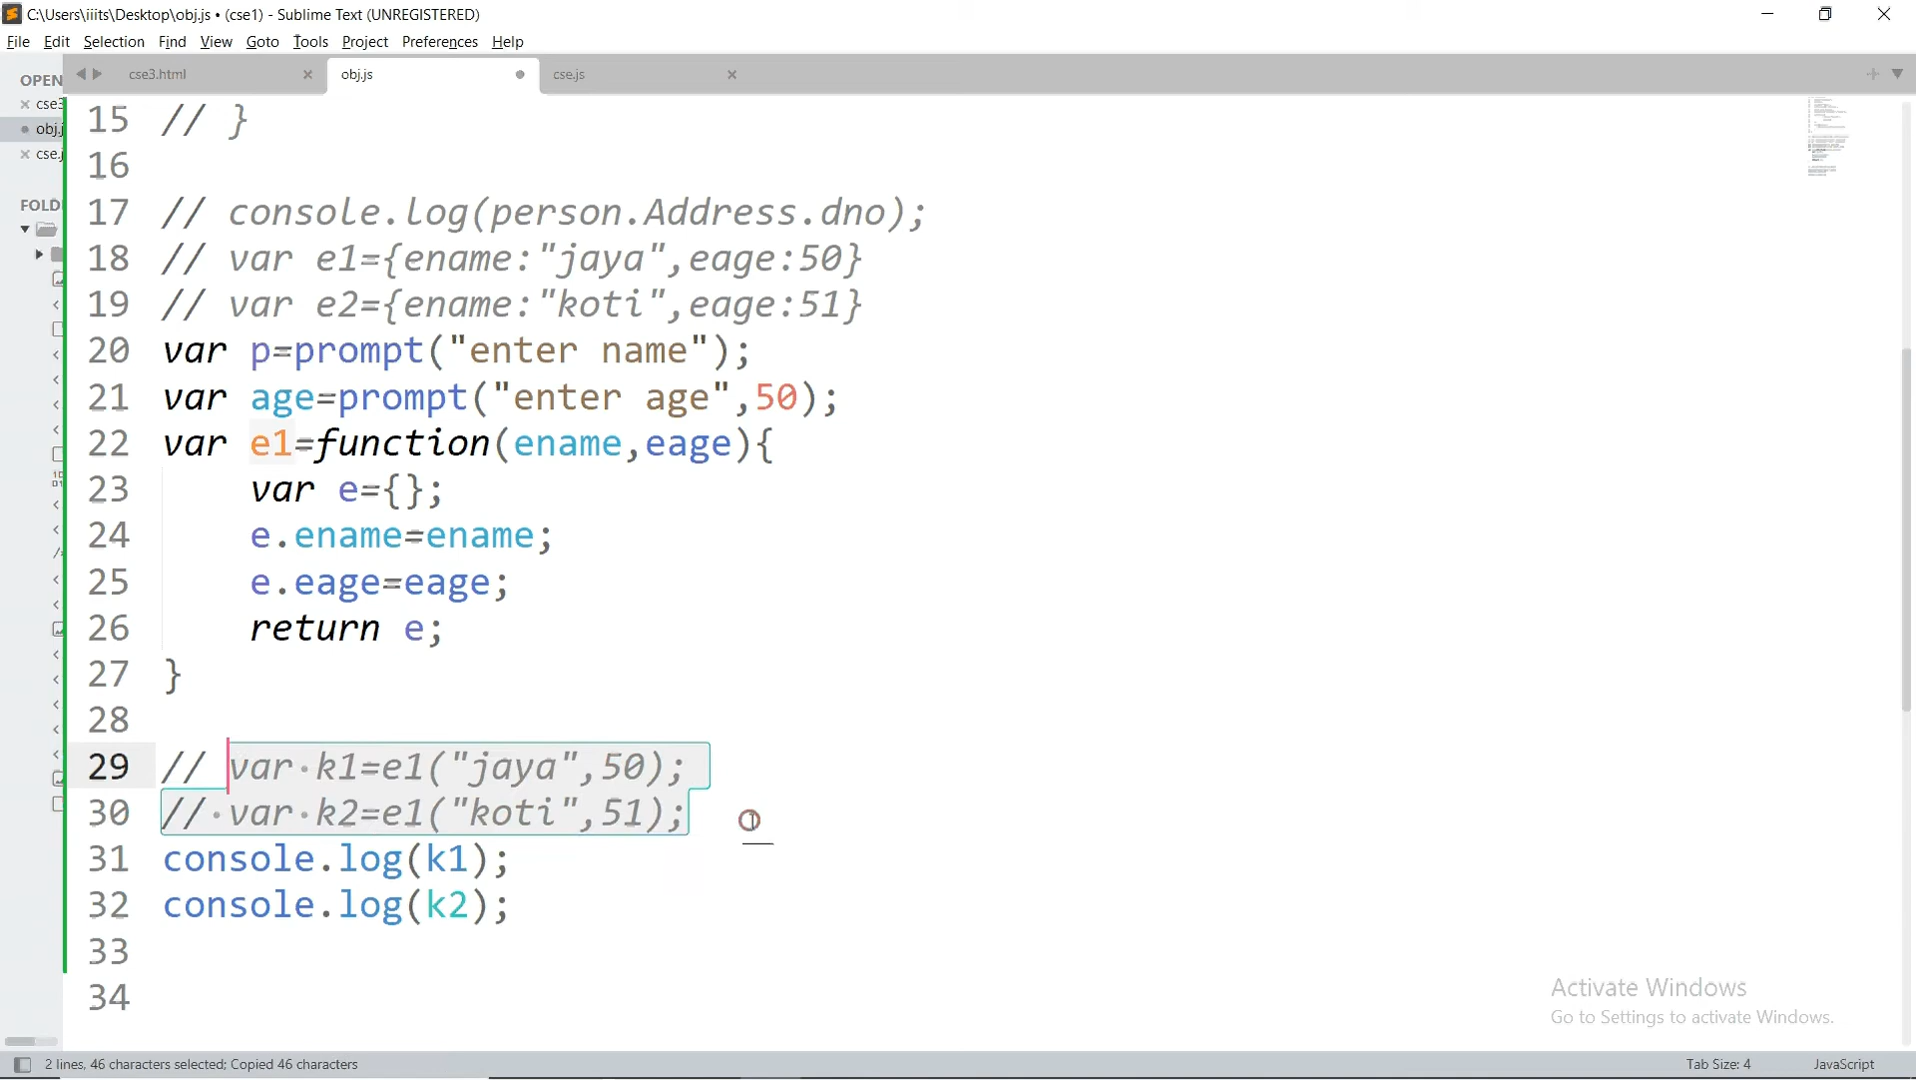 C:\Users\iiits\Desktop\obj.js • (cse1) - Sublime Text (UNREGISTERED)
File Edit Selection Find View Goto Tools Project Preferences Help
OPEN
cse3.html
obj.js
cse.js
cse3
obj.j
cse.j
FOLD
15 // }
16
17 // console.log(person.Address.dno);
18 // var e1={ename:"jaya",eage:50}
19 // var e2={ename:"koti",eage:51}
20 var p=prompt("enter name");
21 var age=prompt("enter age",50);
22 var e1=function(ename,eage){
23 var e={};
24 e.ename=ename;
25 e.eage=eage;
26 return e;
27 }
28
29 // var k1=e1("jaya",50);
30 // var k2=e1("koti",51);
31 console.log(k1);
32 console.log(k2);
33
34
Activate Windows
Go to Settings to activate Windows.
2 lines, 46 characters selected; Copied 46 characters
Tab Size: 4
JavaScript